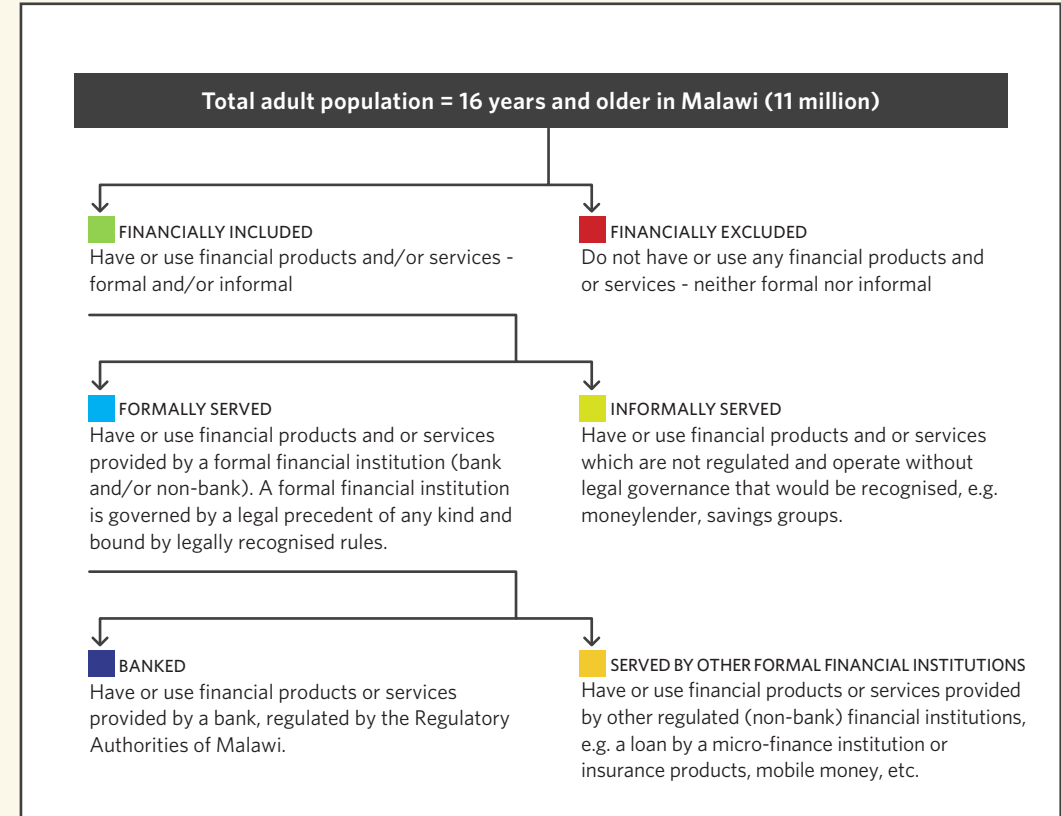 Total adult population = 16 years and older in Malawi (11 million)
FINANCIALLY INCLUDED
Have or use financial products and/or services -
formal and/or informal
FINANCIALLY EXCLUDED
Do not have or use any financial products and
or services - neither formal nor informal
FORMALLY SERVED
Have or use financial products and or services
provided by a formal financial institution (bank
and/or non-bank). A formal financial institution
is governed by a legal precedent of any kind and
bound by legally recognised rules.
INFORMALLY SERVED
Have or use financial products and or services
which are not regulated and operate without
legal governance that would be recognised, e.g.
moneylender, savings groups.
BANKED
Have or use financial products or services
provided by a bank, regulated by the Regulatory
Authorities of Malawi.
SERVED BY OTHER FORMAL FINANCIAL INSTITUTIONS
Have or use financial products or services provided
by other regulated (non-bank) financial institutions,
e.g. a loan by a micro-finance institution or
insurance products, mobile money, etc.